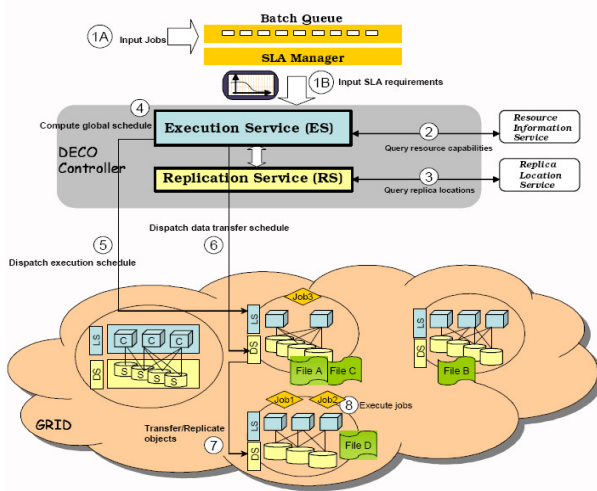 Batch Queue
1A
Input Jobs
SLA Manager
1B
Input SLA requirements
4
Compute global schedule
Execution Service (ES)
2
Query resource capabilities
Resource
Information
Service
DECO
Controller
Replication Service (RS)
3
Query replica locations
Replica
Location
Service
5
Dispatch execution schedule
6
Dispatch data transfer schedule
Job3
LS
C
C
C
DS
S
S
S
S
LS
DS
File A
File C
LS
DS
File B
GRID
Transfer/Replicate
objects
7
Job1
Job2
8
Execute jobs
LS
DS
File D